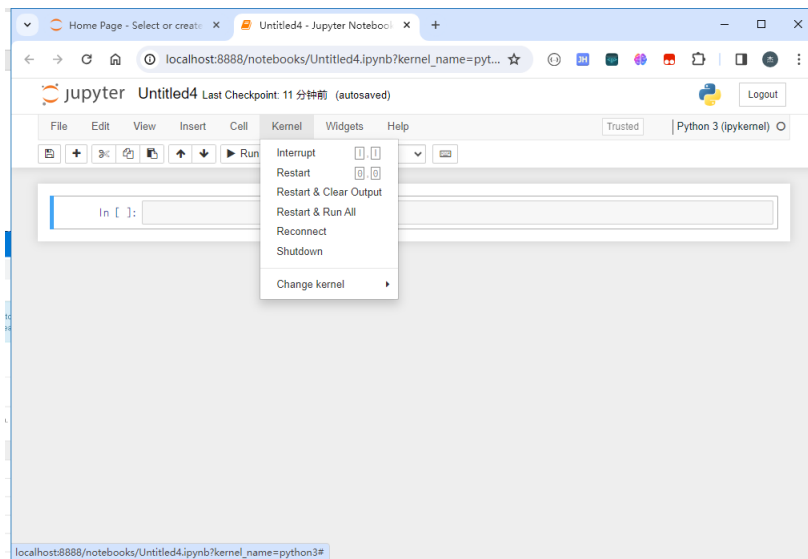 Home Page - Select or create
Untitled4 - Jupyter Notebook
localhost:8888/notebooks/Untitled4.ipynb?kernel_name=pyt...
JH
jupyter Untitled4 Last Checkpoint: 11 分钟前 (autosaved)
Logout
File Edit View Insert Cell Kernel Widgets Help
Trusted
Python 3 (ipykernel)
Run
Interrupt I,I
Restart 0,0
Restart & Clear Output
Restart & Run All
Reconnect
Shutdown
Change kernel
In [ ]:
localhost:8888/notebooks/Untitled4.ipynb?kernel_name=python3#